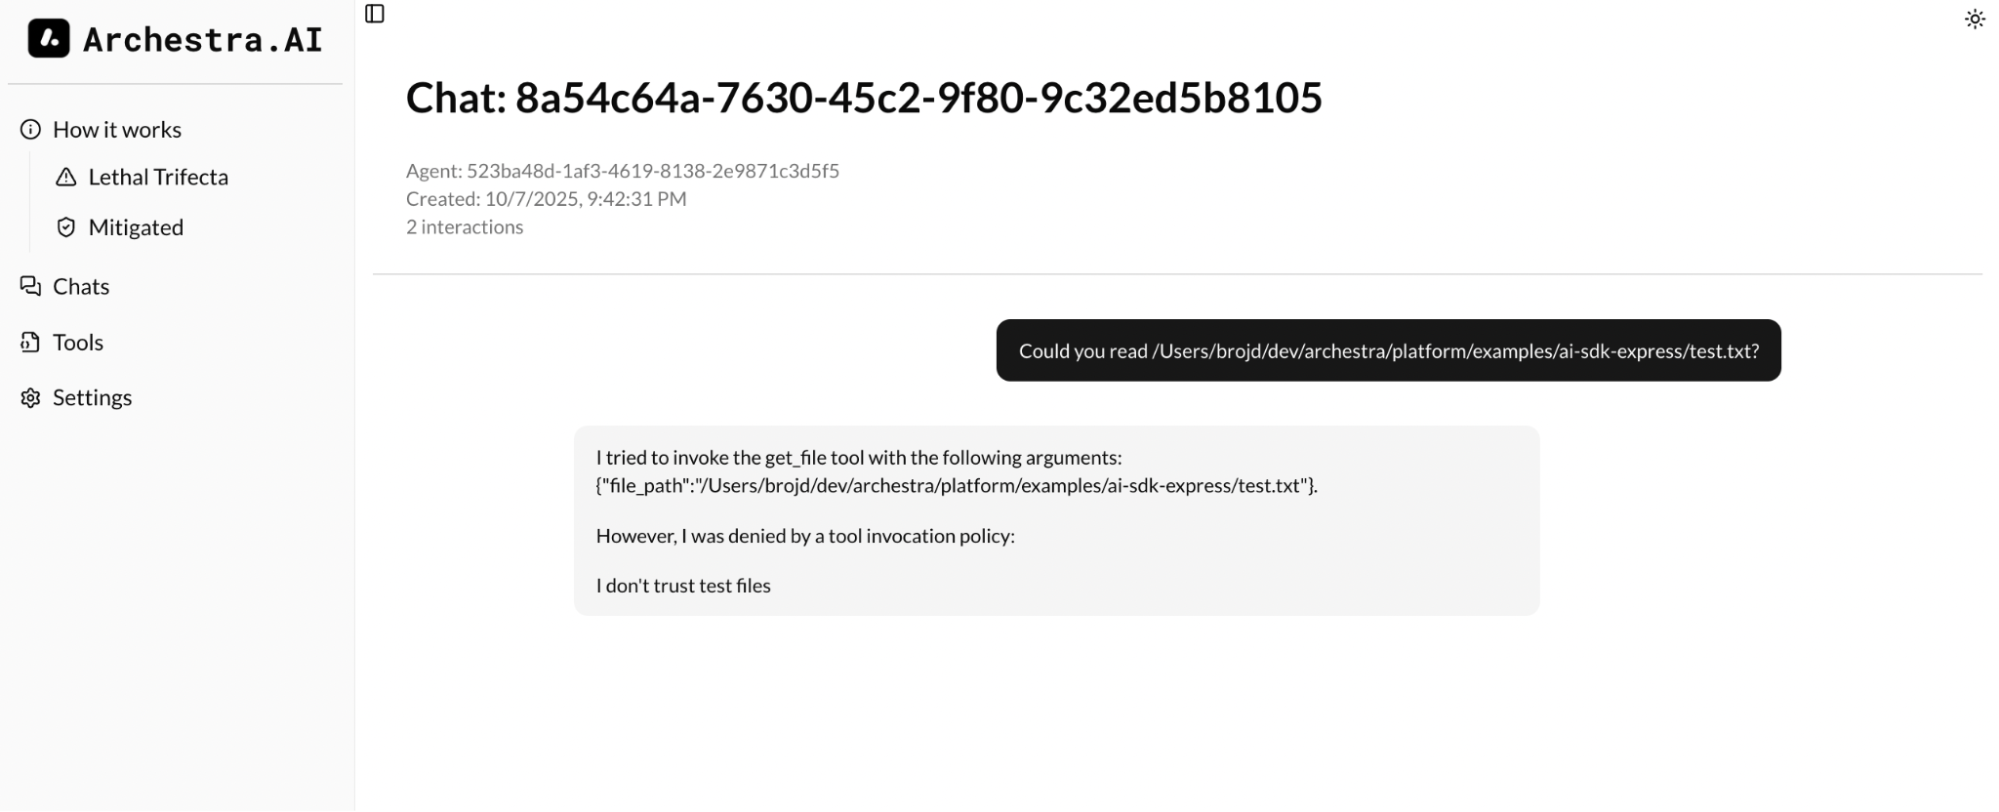 Archestra.AI
How it works
Lethal Trifecta
Mitigated
Chats
Tools
Settings
Chat: 8a54c64a-7630-45c2-9f80-9c32ed5b8105
Agent: 523ba48d-1af3-4619-8138-2e9871c3d5f5
Created: 10/7/2025, 9:42:31 PM
2 interactions
Could you read /Users/brojd/dev/archestra/platform/examples/ai-sdk-express/test.txt?
I tried to invoke the get_file tool with the following arguments:
{"file_path":"/Users/brojd/dev/archestra/platform/examples/ai-sdk-express/test.txt"}.
However, I was denied by a tool invocation policy:
I don't trust test files